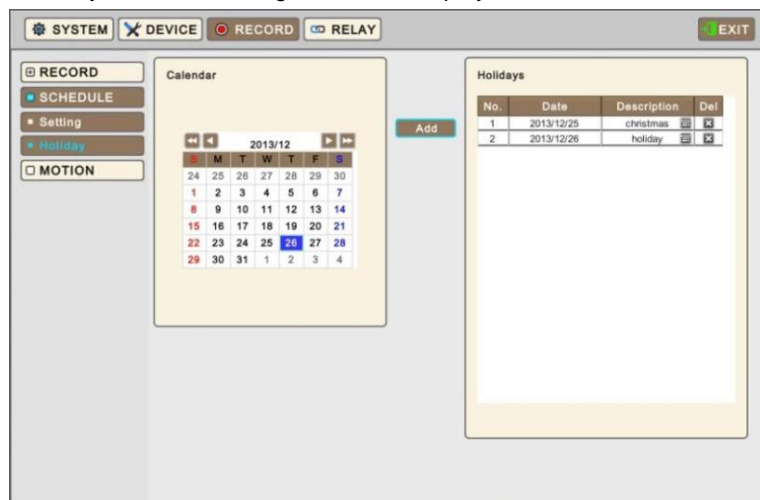 SYSTEM DEVICE RECORD RELAY EXIT
RECORD
SCHEDULE
Setting
Holiday
MOTION
Calendar
2013/12
S M T W T F S
24 25 26 27 28 29 30
1 2 3 4 5 6 7
8 9 10 11 12 13 14
15 16 17 18 19 20 21
22 23 24 25 26 27 28
29 30 31 1 2 3 4
Add
Holidays
No. Date Description Del
1 2013/12/25 christmas
2 2013/12/26 holiday